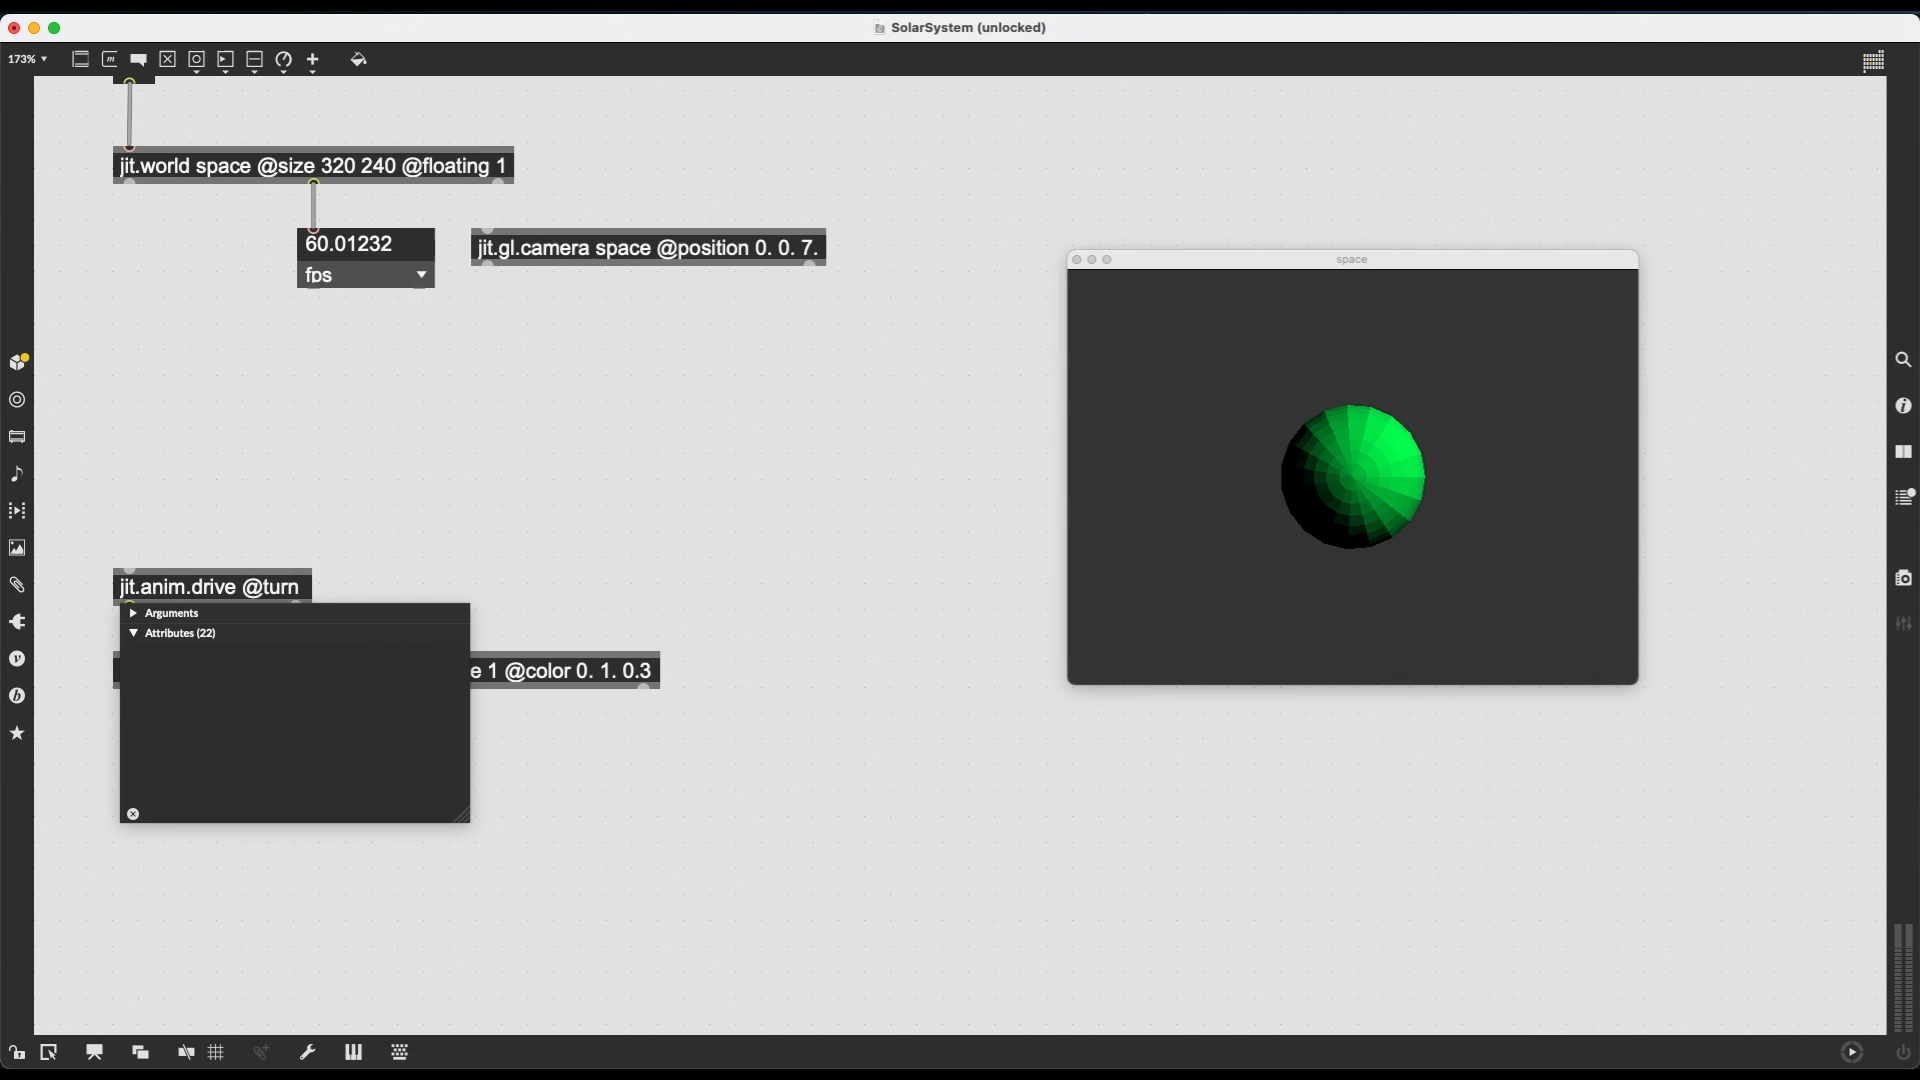 SolarSystem (unlocked)
173%
jit.world space @size 320 240 @floating 1
60.01232
fps
jit.gl.camera space @position 0. 0. 7.
space
jit.anim.drive @turn
Arguments
Attributes (22)
e 1 @color 0. 1. 0.3